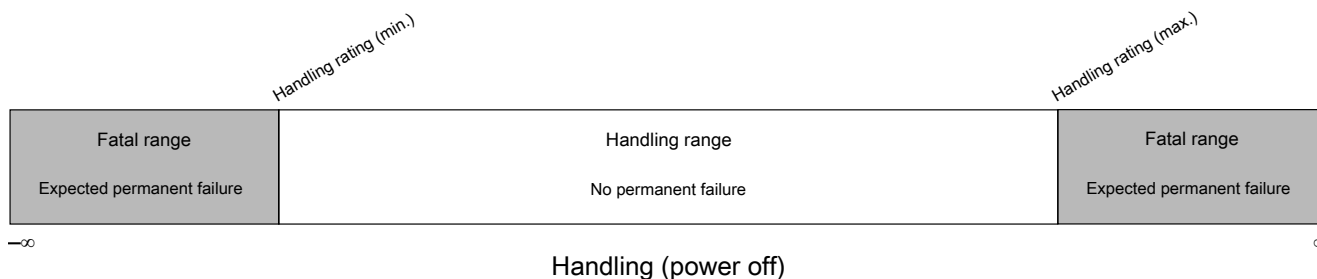 Handling rating (min.)
Handling rating (max.)
Fatal range
Handling range
Fatal range
Expected permanent failure
No permanent failure
Expected permanent failure
–∞
Handling (power off)